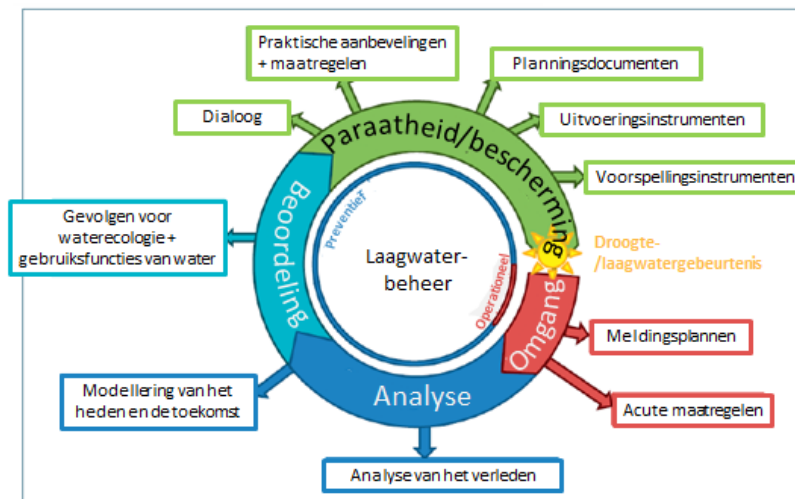 Praktische aanbevelingen
+ maatregelen
Planningsdocumenten
Dialoog
Uitvoeringsinstrumenten
Voorspellingsinstrumenten
Paraatheid/bescherming
Beoordeling
Gevolgen voor
waterecologie +
gebruiksfuncties van water
Preventief
Laagwater-
beheer
Operationeel
Droogte-
/laagwatergebeurtenis
Omgang
Meldingsplannen
Acute maatregelen
Analyse
Modellering van het
heden en de toekomst
Analyse van het verleden